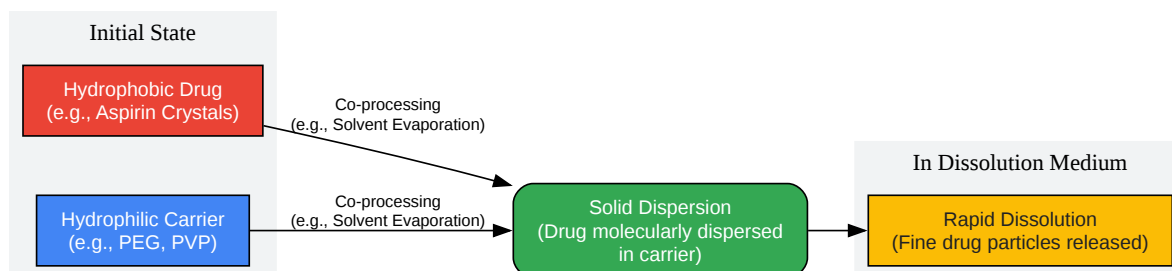 Initial State
Hydrophobic Drug
(e.g., Aspirin Crystals)
Co-processing
(e.g., Solvent Evaporation)
Hydrophilic Carrier
(e.g., PEG, PVP)
Co-processing
(e.g., Solvent Evaporation)
Solid Dispersion
(Drug molecularly dispersed
in carrier)
In Dissolution Medium
Rapid Dissolution
(Fine drug particles released)